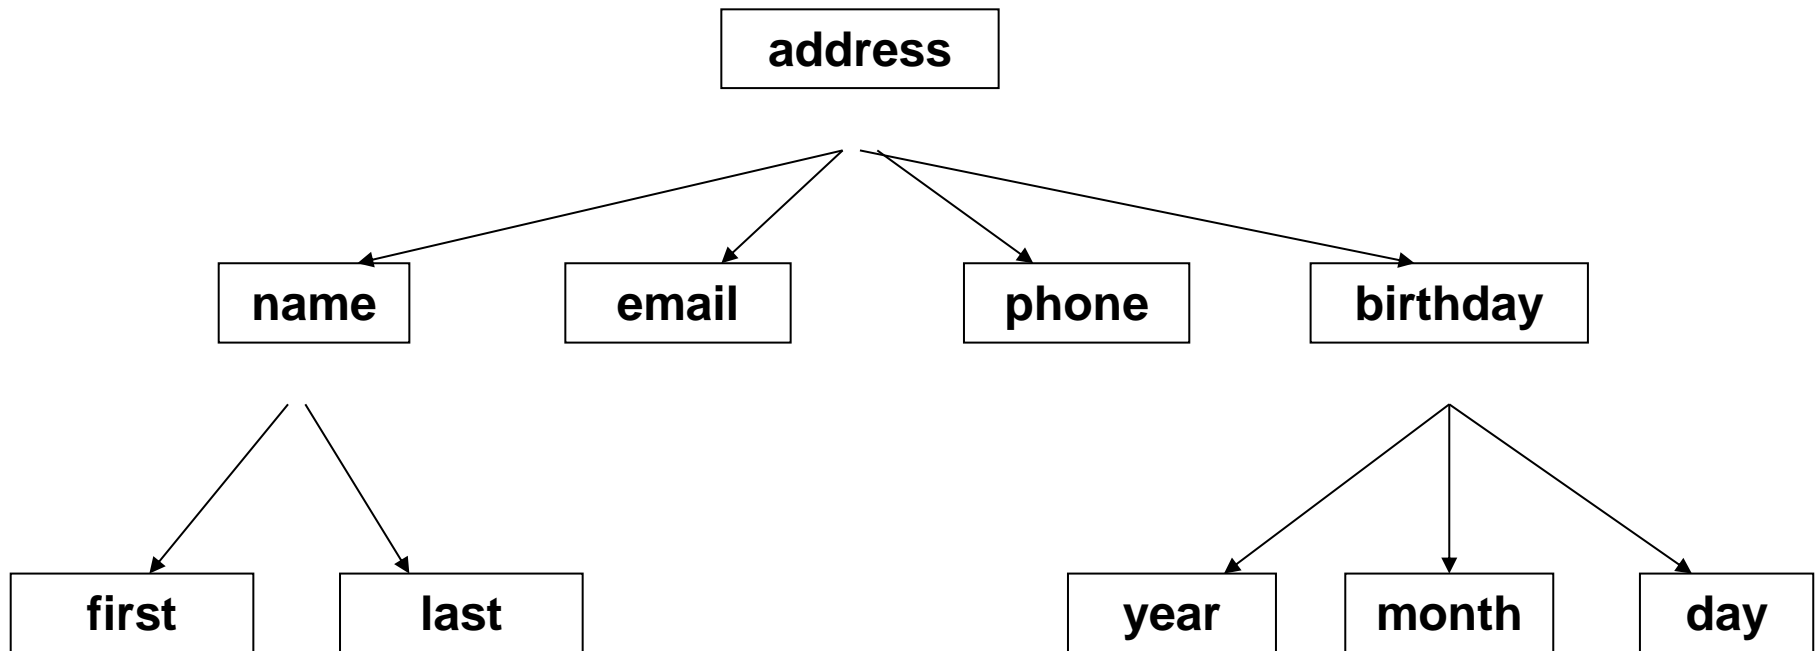 address
name
email
phone
birthday
first
last
year
month
day